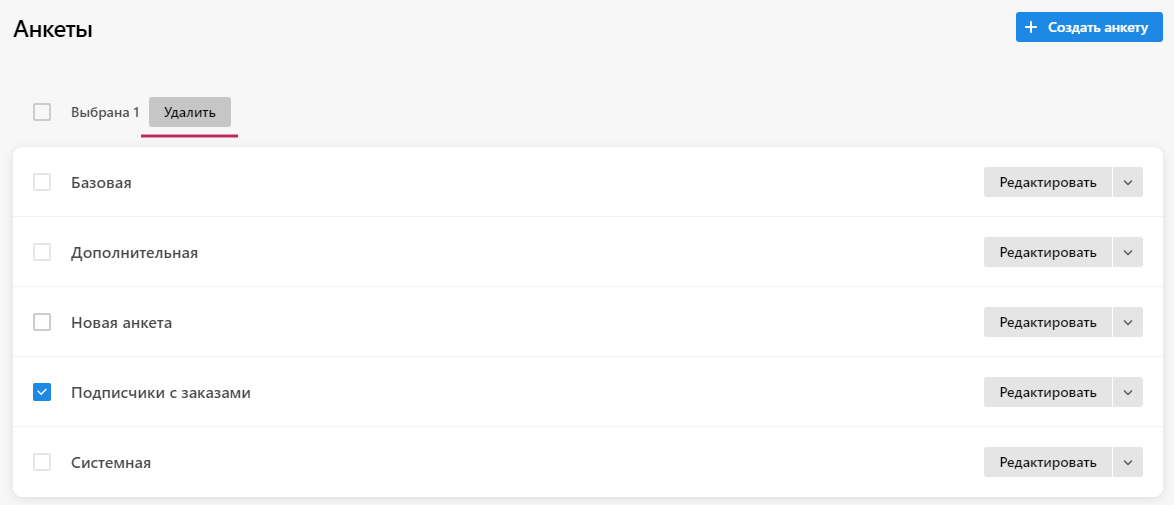 Анкеты
Создать анкету
Выбрана 1 Удалить
Базовая Редактировать
Дополнительная Редактировать
Новая анкета Редактировать
Подписчики с заказами Редактировать
Системная Редактировать